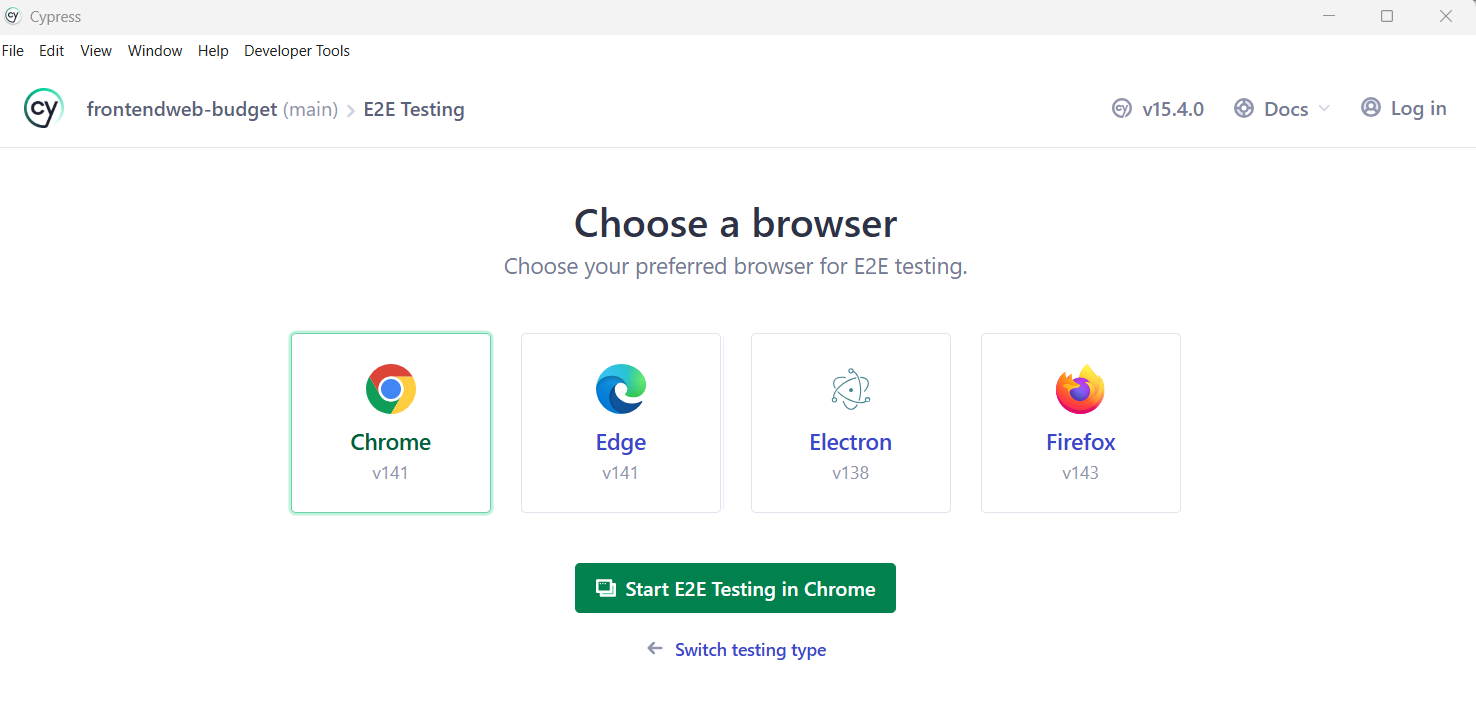 Cypress
File Edit View Window Help Developer Tools
cy frontendweb-budget (main) > E2E Testing cy v15.4.0 Docs Log in
Choose a browser
Choose your preferred browser for E2E testing.
Chrome Edge Electron Firefox
v141 v141 v138 v143
Start E2E Testing in Chrome
← Switch testing type